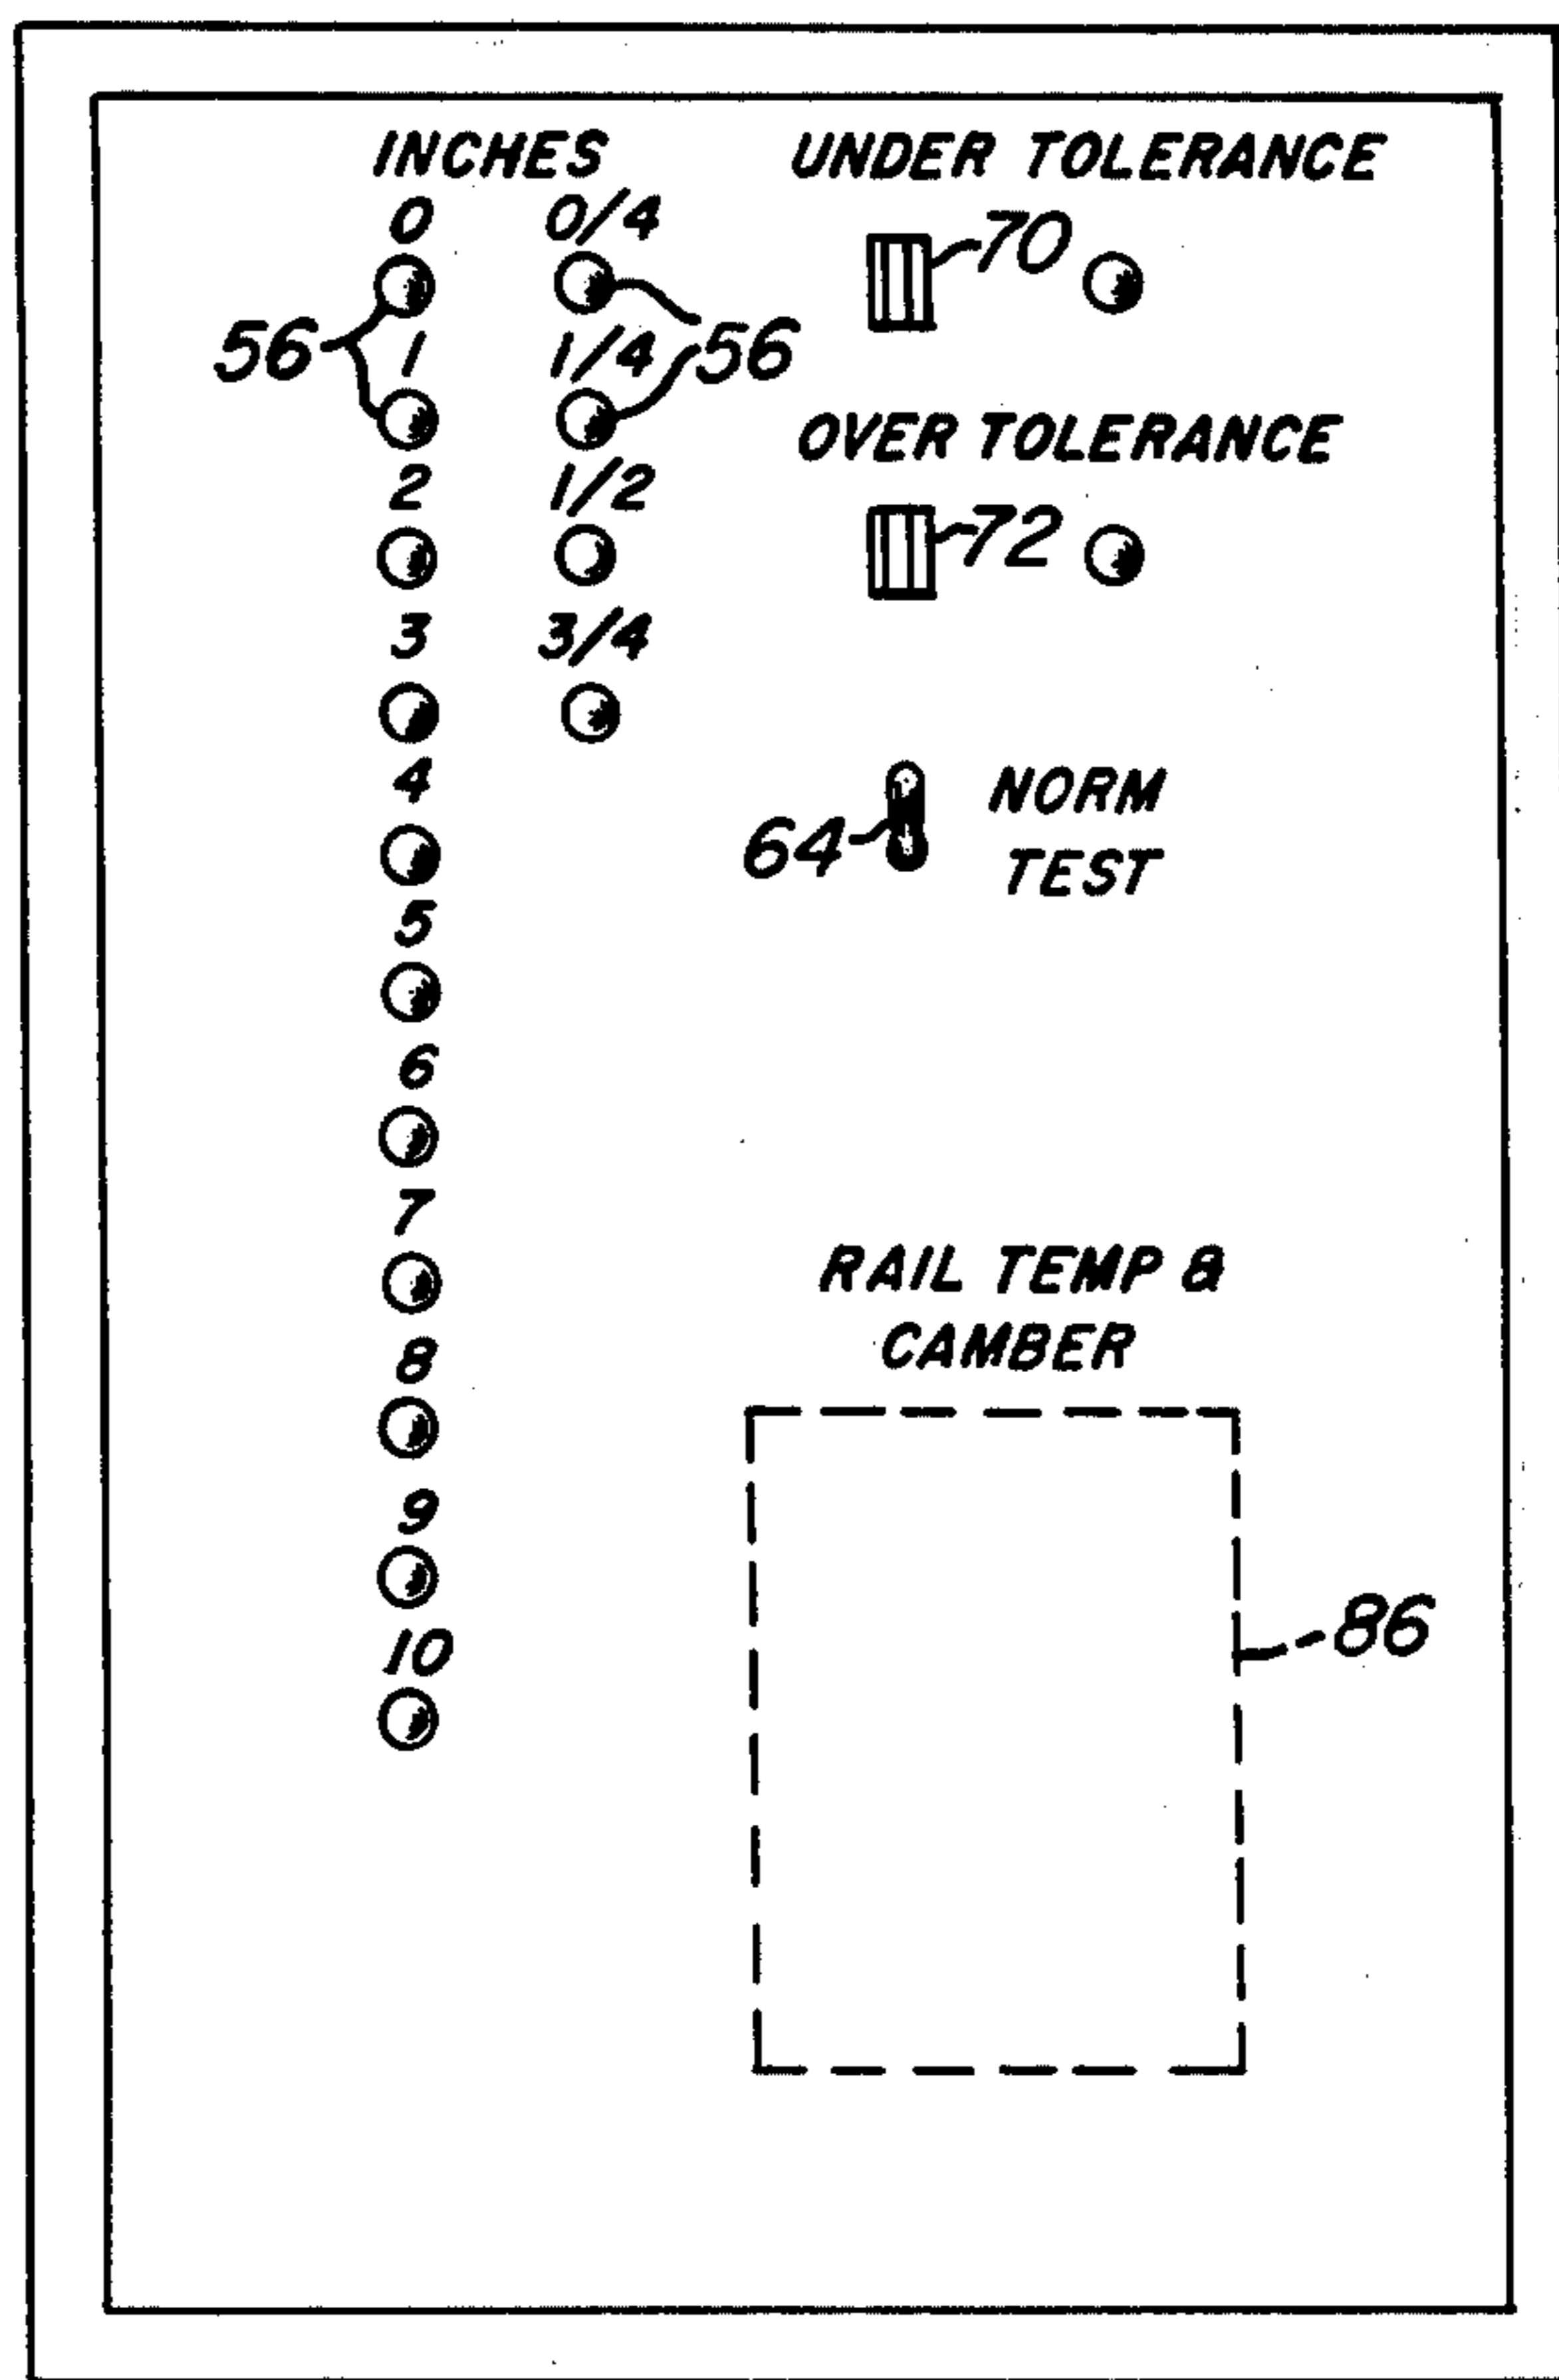 INCHES UNDER TOLERANCE
0 0/4
70
56 1 1/4 56
OVER TOLERANCE
2 1/2
72
3 3/4
4 NORM
64 TEST
5
6
7
RAIL TEMP &
CAMBER
8
9
86
10